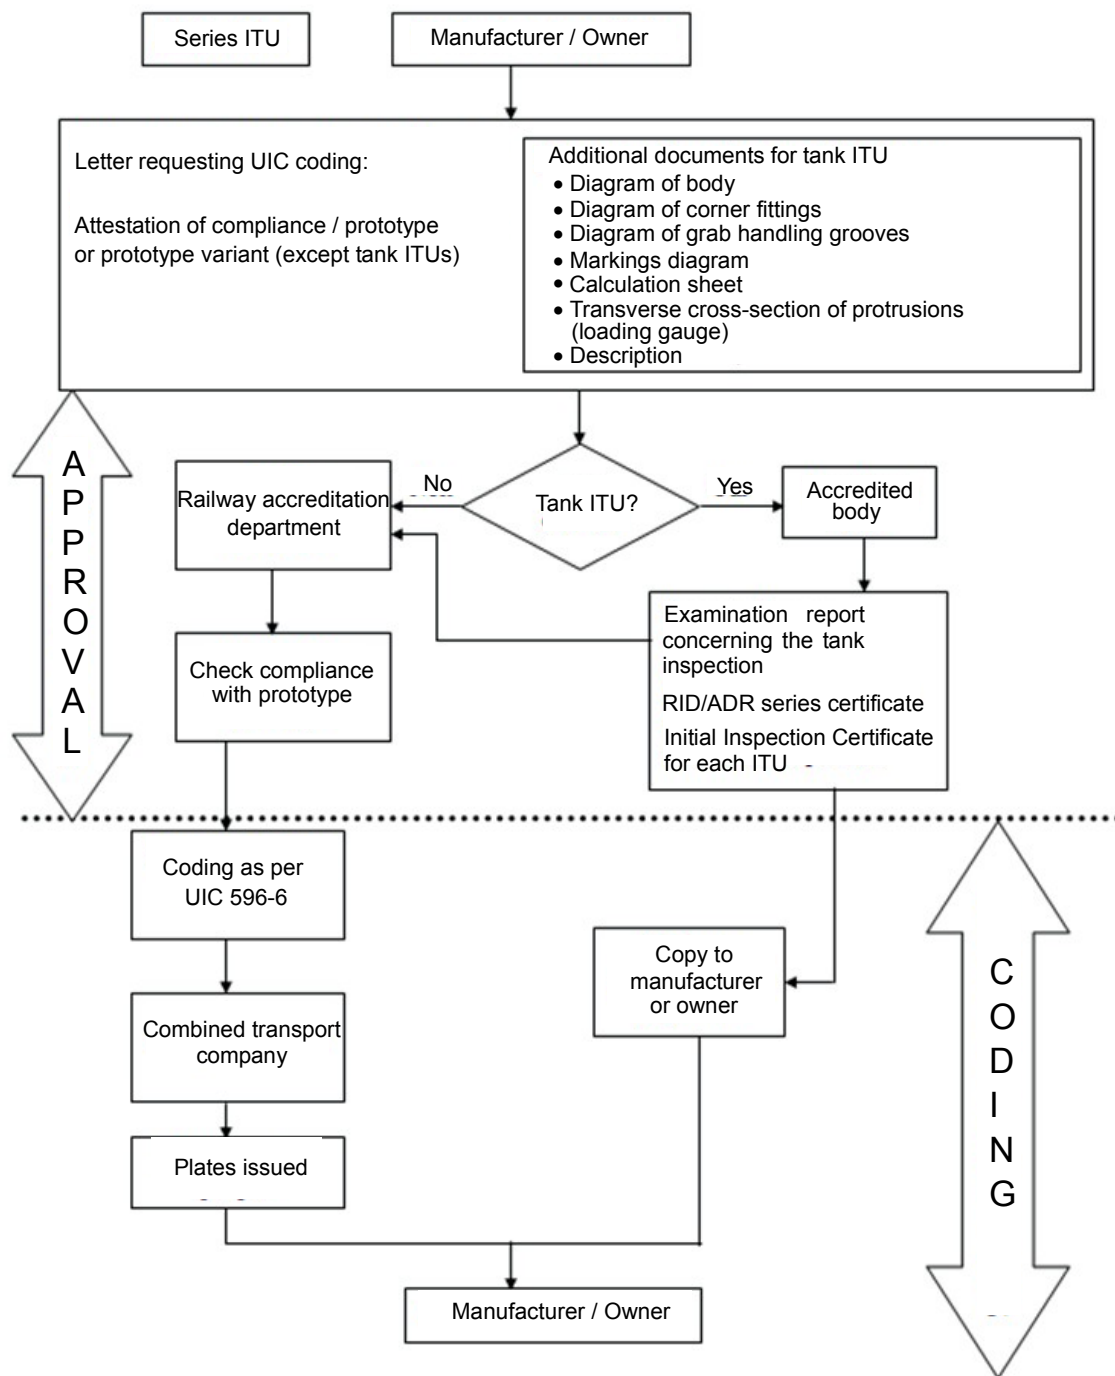 Series ITU
Manufacturer / Owner
Letter requesting UIC coding:
Attestation of compliance / prototype
or prototype variant (except tank ITUs)
Additional documents for tank ITU
• Diagram of body
• Diagram of corner fittings
• Diagram of grab handling grooves
• Markings diagram
• Calculation sheet
• Transverse cross-section of protrusions
(loading gauge)
• Description
APPROVAL
No
Tank ITU?
Yes
Railway accreditation
department
Accredited
body
Examination report
concerning the tank
inspection
RID/ADR series certificate
Initial Inspection Certificate
for each ITU
Check compliance
with prototype
Coding as per
UIC 596-6
Copy to
manufacturer
or owner
CODING
Combined transport
company
Plates issued
Manufacturer / Owner